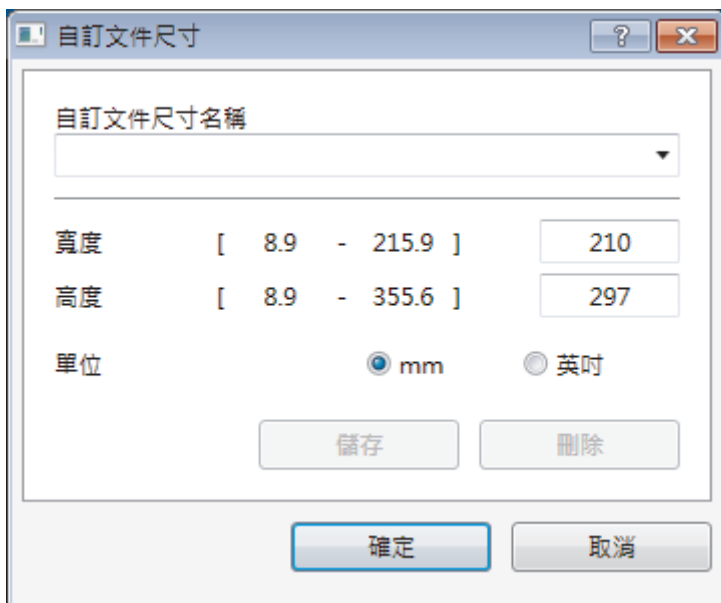 自訂文件尺寸
自訂文件尺寸名稱
寬度 [ 8.9 - 215.9 ] 210
高度 [ 8.9 - 355.6 ] 297
單位 mm 英吋
儲存 刪除
確定 取消